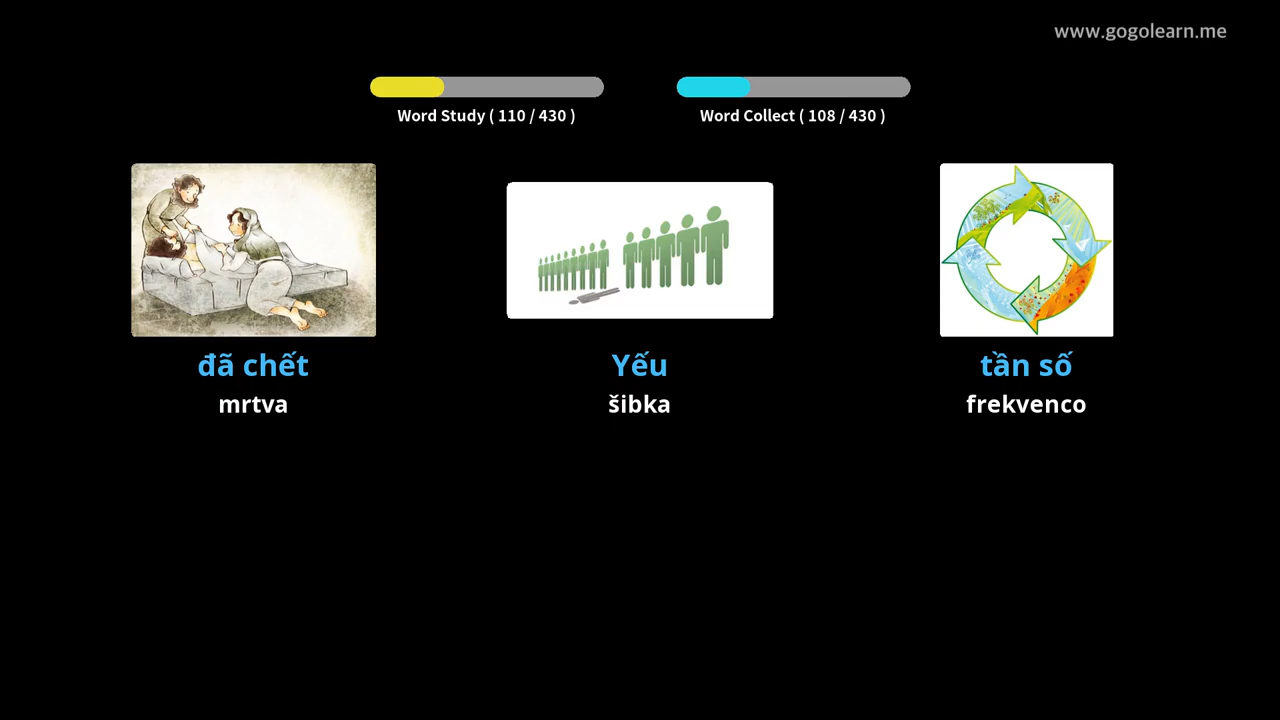 www.gogolearn.me
Word Study ( 110 / 430 )
Word Collect ( 108 / 430 )
đã chết
mrtva
Yếu
šibka
tần số
frekvenco